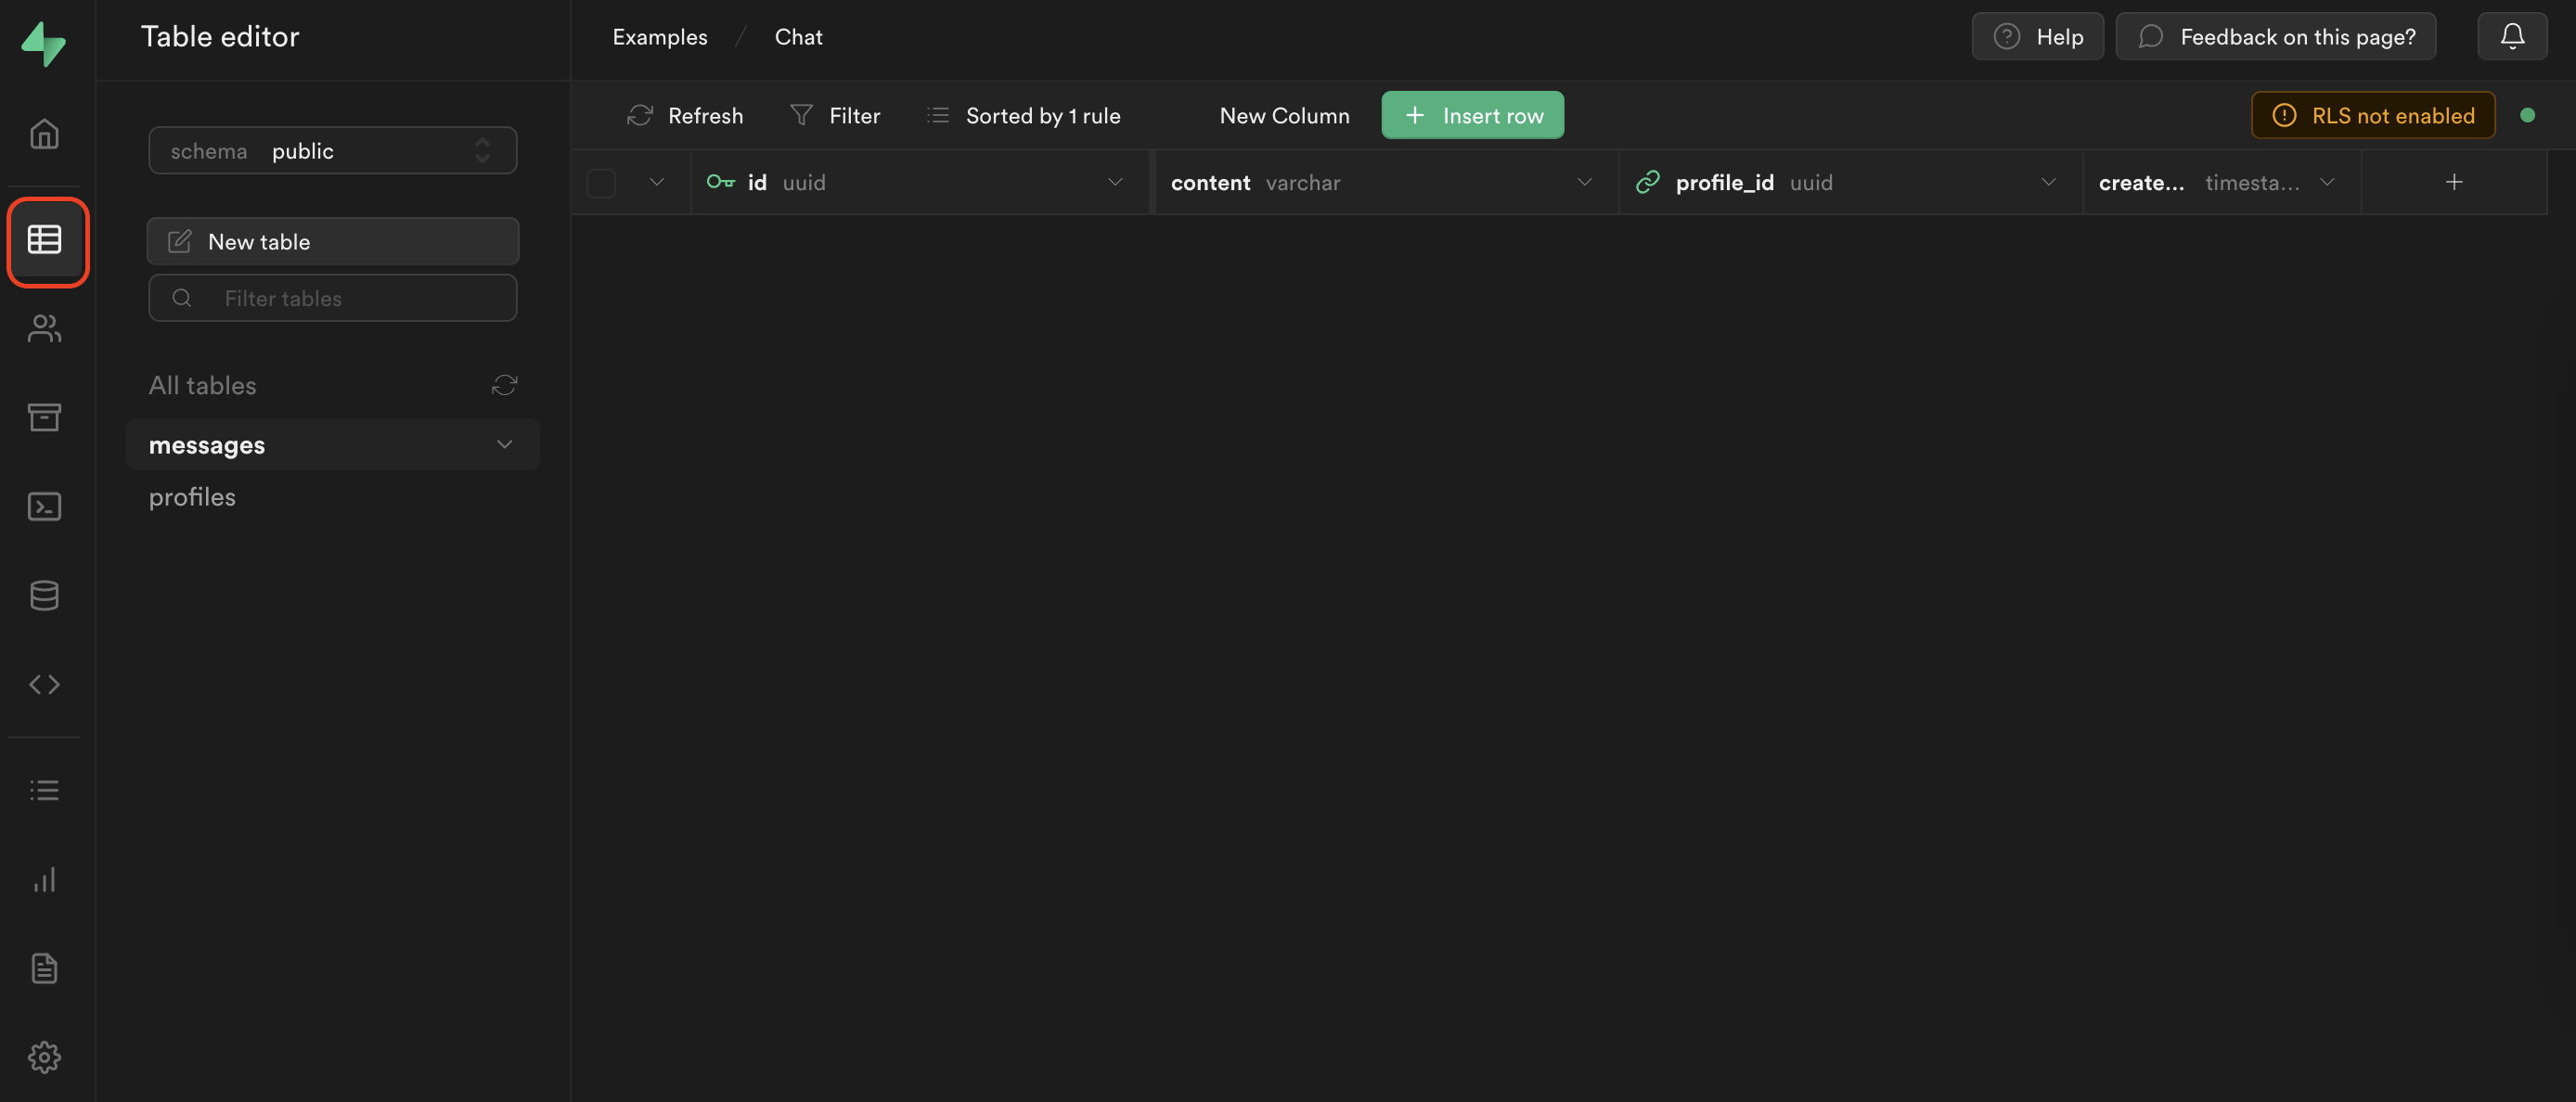 Table editor
Examples / Chat
Help
Feedback on this page?
schema public
New table
Filter tables
All tables
messages
profiles
Refresh
Filter
Sorted by 1 rule
New Column
+ Insert row
RLS not enabled
id uuid
content varchar
profile_id uuid
create... timesta...